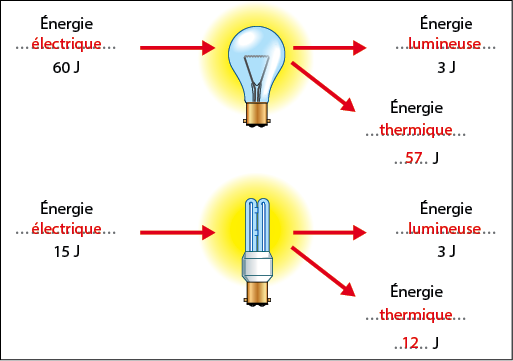 Énergie
...électrique...
60 J
Énergie
...lumineuse...
3 J
Énergie
...thermique...
...57... J
Énergie
...électrique...
15 J
Énergie
...lumineuse...
3 J
Énergie
...thermique...
...12... J